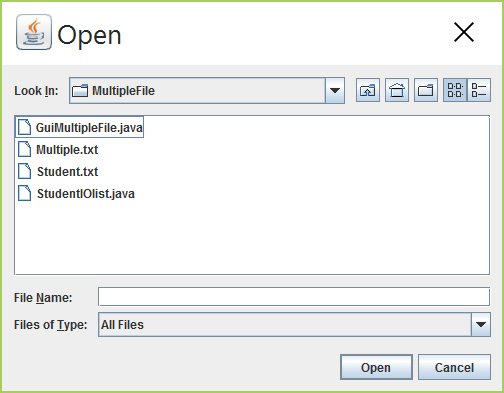 Open
Look In: MultipleFile
GuiMultipleFile.java
Multiple.txt
Student.txt
StudentIOlist.java
File Name:
Files of Type: All Files
Open Cancel